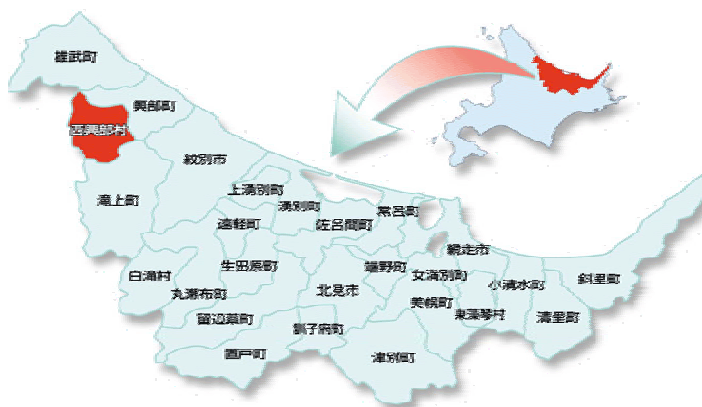 雄武町
興部町
西興部村
紋別市
滝上町
上湧別町
湧別町
常呂町
遠軽町
佐呂間町
網走市
白滝村
生田原町
端野町
女満別町
小清水町
斜里町
丸瀬布町
北見市
美幌町
東藻琴村
清里町
留辺蘂町
訓子府町
置戸町
津別町